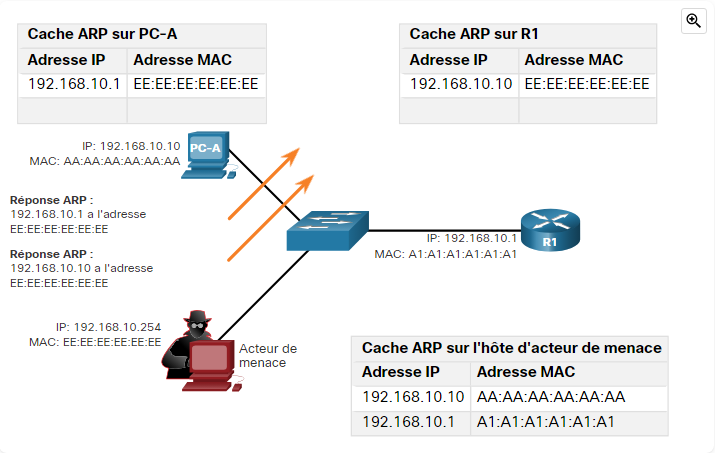 Cache ARP sur PC-A
Adresse IP Adresse MAC
192.168.10.1 EE:EE:EE:EE:EE:EE
Cache ARP sur R1
Adresse IP Adresse MAC
192.168.10.10 EE:EE:EE:EE:EE:EE
IP: 192.168.10.10
MAC: AA:AA:AA:AA:AA:AA
PC-A
Réponse ARP :
192.168.10.1 a l'adresse
EE:EE:EE:EE:EE:EE
Réponse ARP :
192.168.10.10 a l'adresse
EE:EE:EE:EE:EE:EE
IP: 192.168.10.1
MAC: A1:A1:A1:A1:A1:A1
R1
IP: 192.168.10.254
MAC: EE:EE:EE:EE:EE:EE
Acteur de
menace
Cache ARP sur l'hôte d'acteur de menace
Adresse IP Adresse MAC
192.168.10.10 AA:AA:AA:AA:AA:AA
192.168.10.1 A1:A1:A1:A1:A1:A1